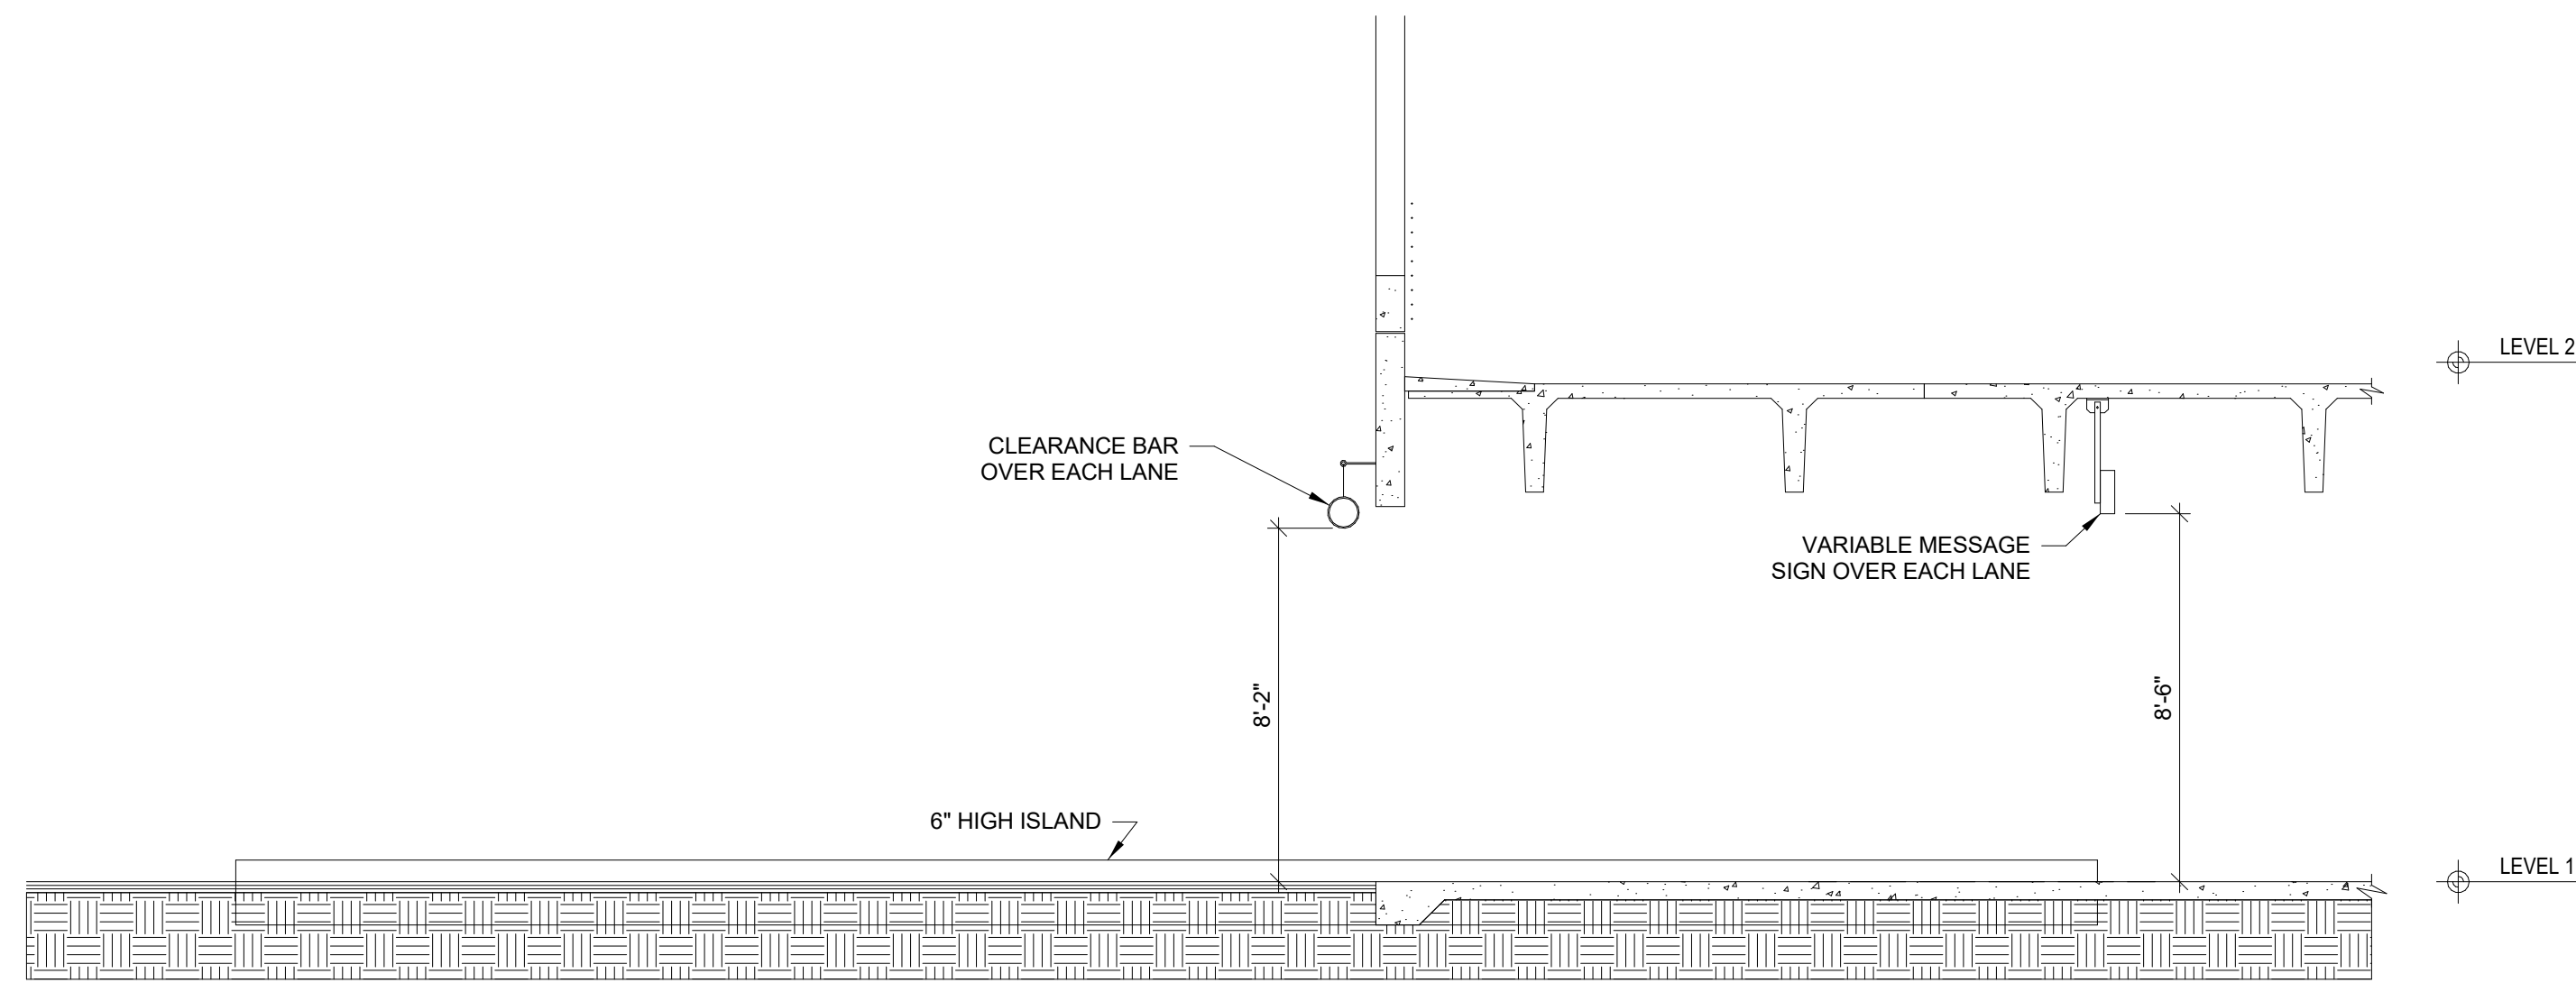 LEVEL 2
CLEARANCE BAR
OVER EACH LANE
VARIABLE MESSAGE
SIGN OVER EACH LANE
8'-2"
8'-6"
6" HIGH ISLAND
LEVEL 1